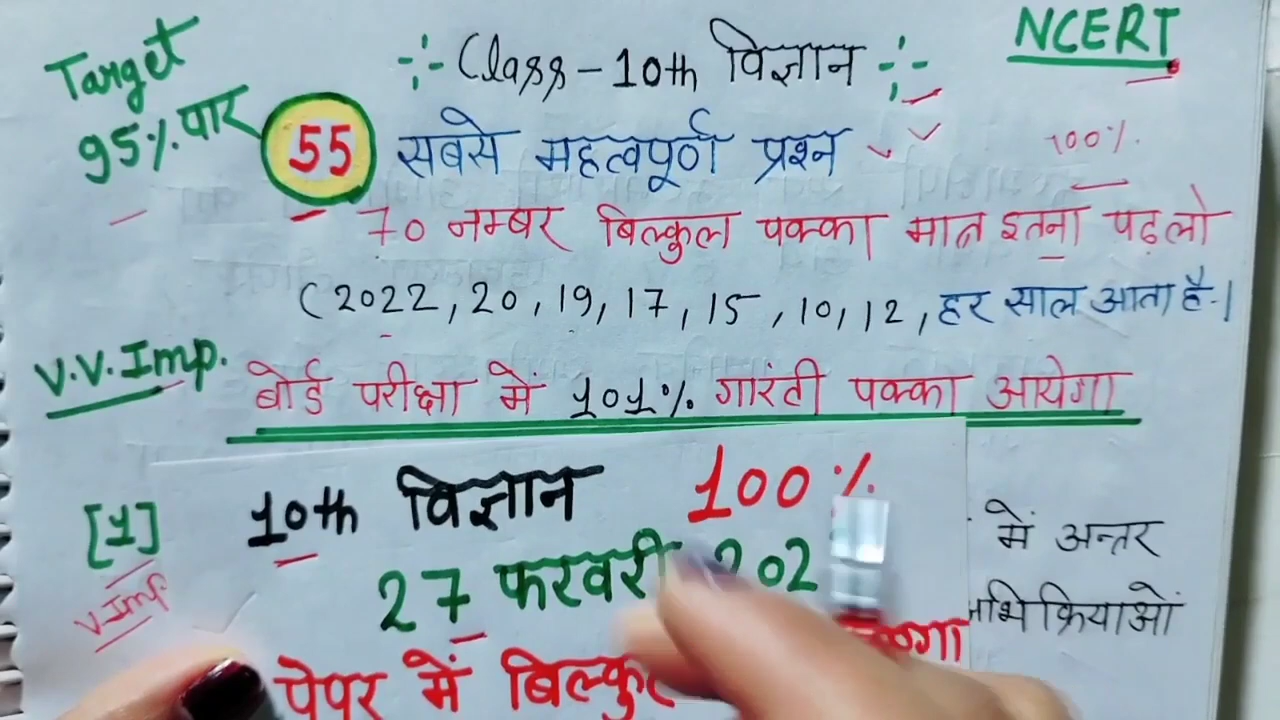 NCERT
Target
95% पार
Class-10th विज्ञान
100%
55 सबसे महत्वपूर्ण प्रश्न
70 नम्बर बिल्कुल पक्का मात्र इतना पढ़ लो
(2022, 20, 19, 17, 15, 10, 12, हर साल आता है।
V.V.Imp.
बोर्ड परीक्षा में 101% गारंटी पक्का आयेगा
[1]
V.Imp.
10th विज्ञान 100%
27 फरवरी 202
पेपर में
में अन्तर